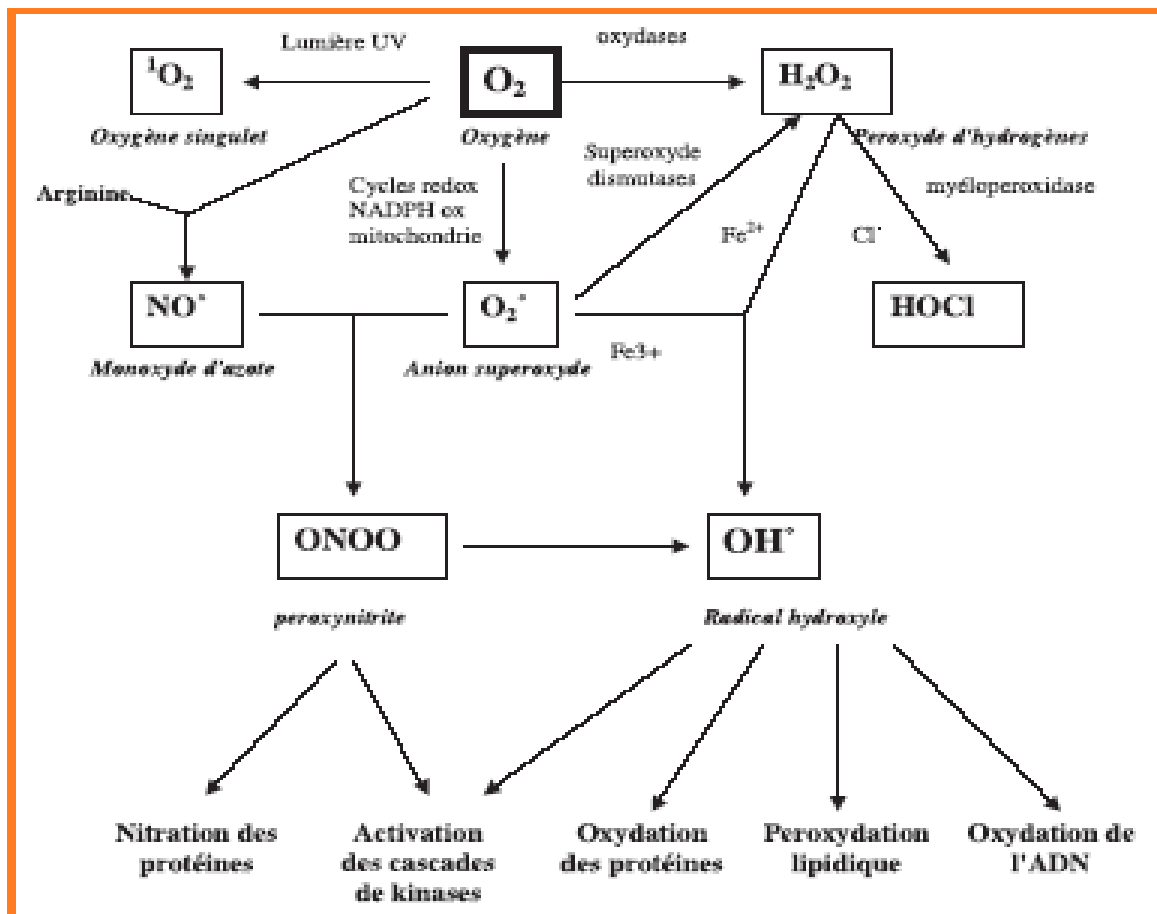 Lumière UV
oxydases
¹O₂
O₂
H₂O₂
Oxygène singulet
Oxygène
Peroxyde d'hydrogènes
Arginine
Cycles redox
NADPH ox
mitochondrie
Superoxyde
dismutases
myéloperoxidase
Fe²⁺
Cl⁻
NO°
O₂°
HOCl
Monoxyde d'azote
Anion superoxyde
Fe3+
ONOO
OH°
peroxynitrite
Radical hydroxyle
Nitration des
protéines
Activation
des cascades
de kinases
Oxydation
des protéines
Peroxydation
lipidique
Oxydation de
l'ADN